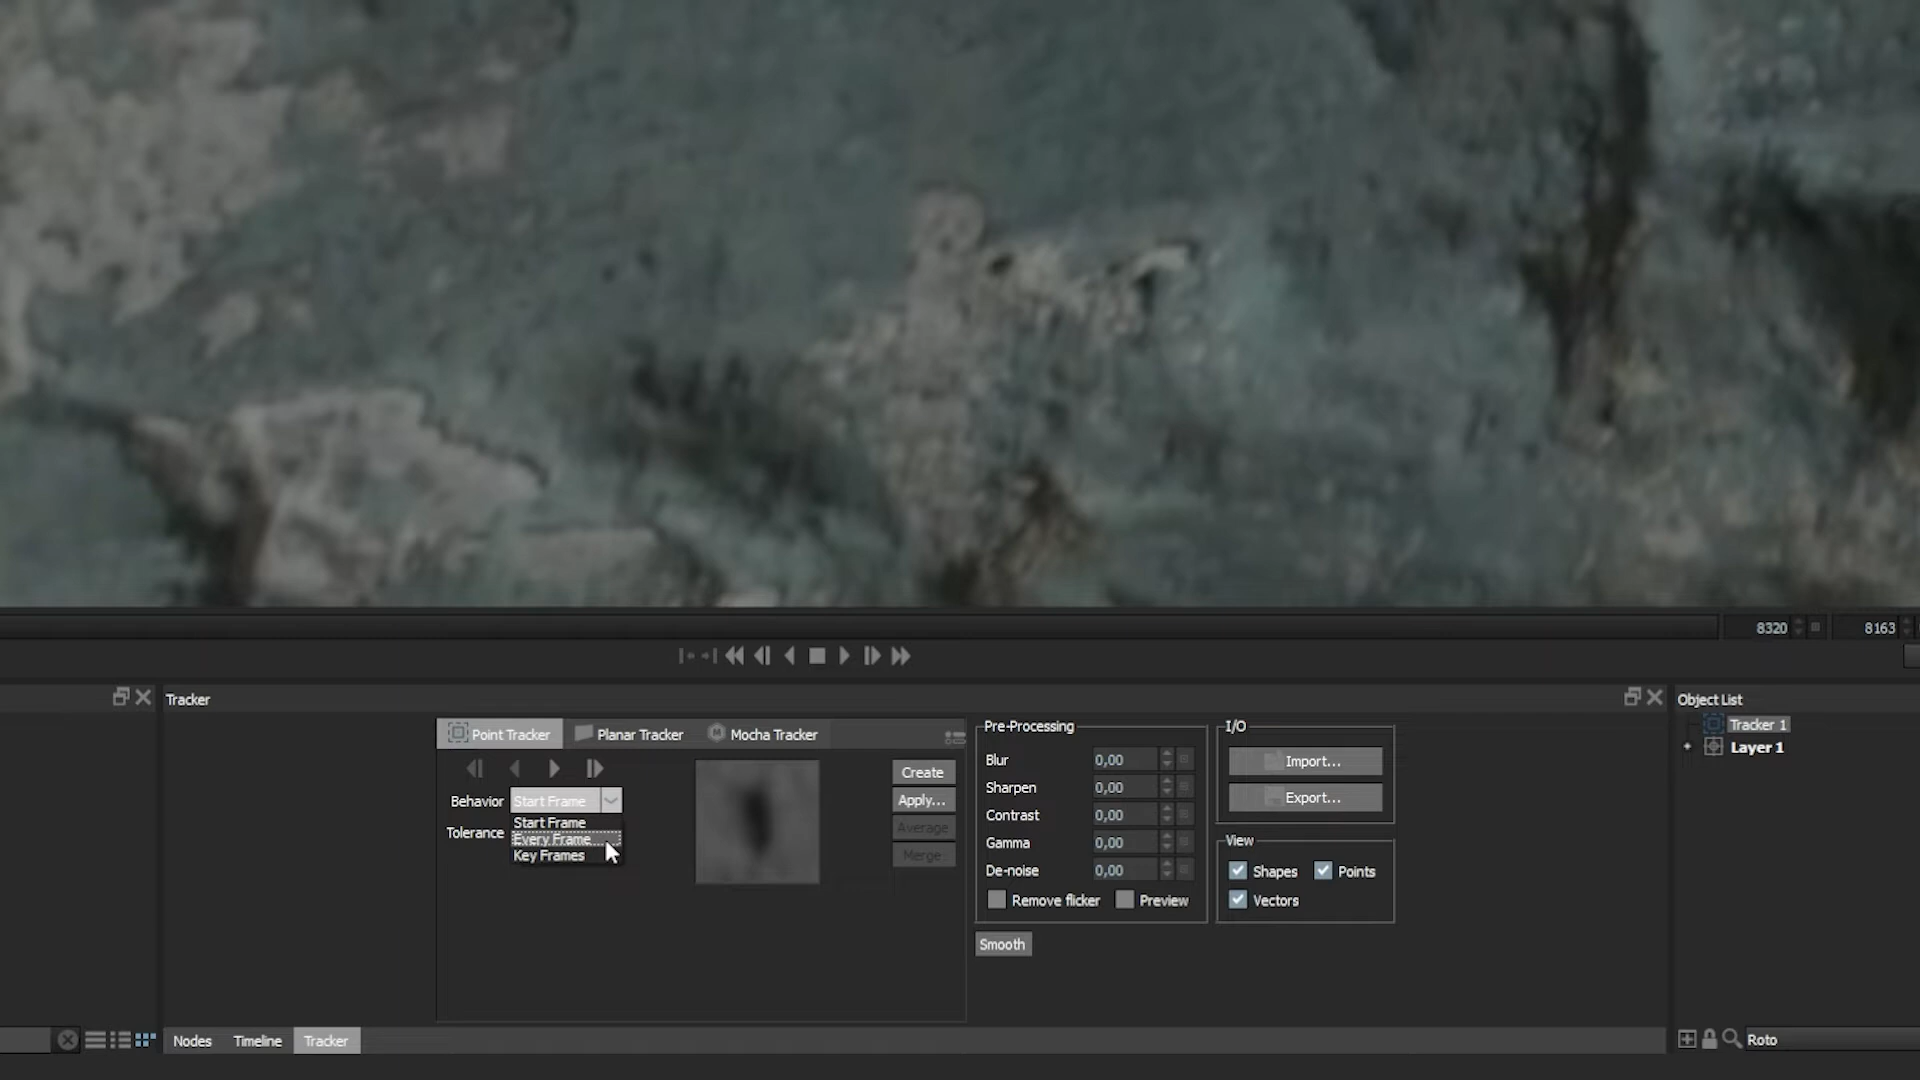 8320
8163
Tracker
Object List
Point Tracker
Planar Tracker
Mocha Tracker
Behavior
Start Frame
Start Frame
Every Frame
Key Frames
Tolerance
Create
Apply...
Average
Merge
Pre-Processing
Blur 0,00
Sharpen 0,00
Contrast 0,00
Gamma 0,00
De-noise 0,00
Remove flicker
Preview
Smooth
I/O
Import...
Export...
View
Shapes
Points
Vectors
Tracker 1
Layer 1
Nodes
Timeline
Tracker
Roto